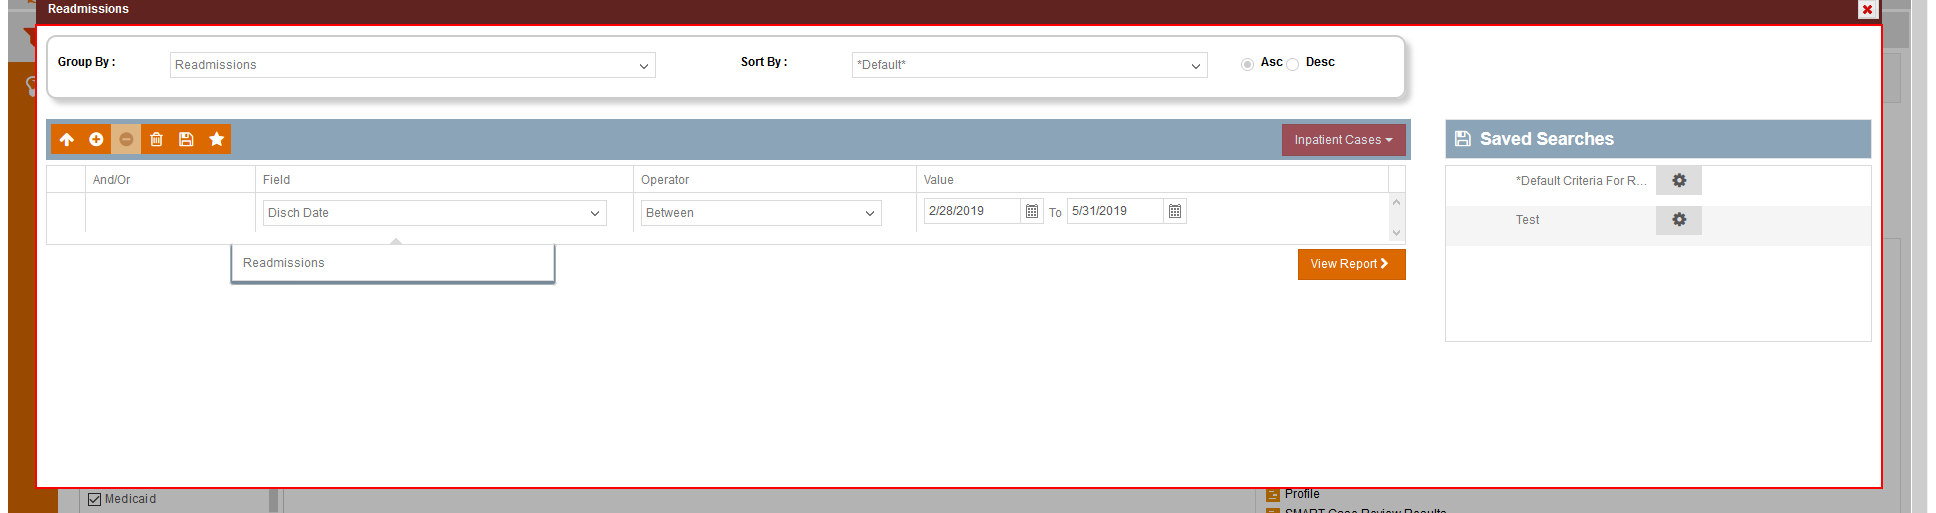 Readmissions
Group By :
Readmissions
Sort By :
*Default*
Asc
Desc
Inpatient Cases
Saved Searches
And/Or
Field
Operator
Value
*Default Criteria For R...
Disch Date
Between
2/28/2019
To
5/31/2019
Test
Readmissions
View Report
Medicaid
Profile
SMART Case Review Results